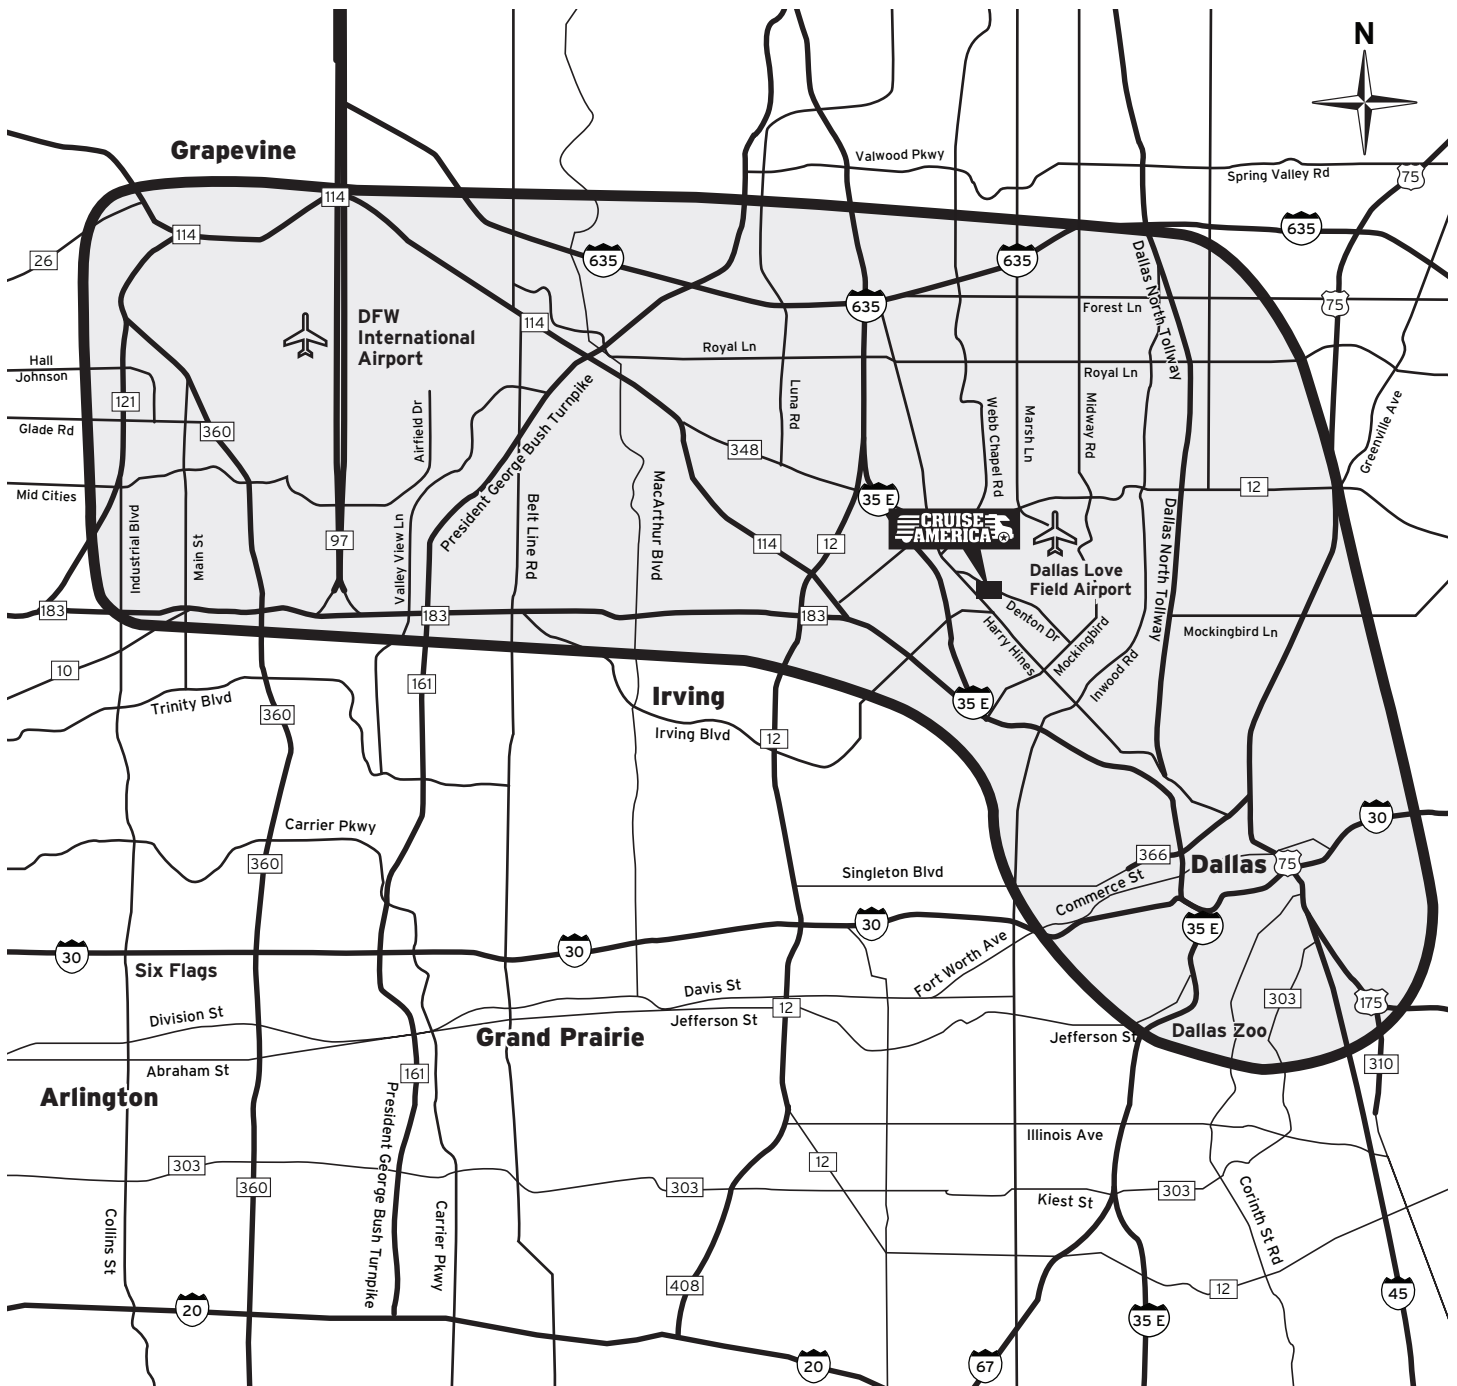 N
Grapevine
Valwood Pkwy
Spring Valley Rd
75
114
114
26
635
635
635
635
75
Dallas North Tollway
Forest Ln
DFW
International
Airport
114
Hall
Johnson
Royal Ln
Royal Ln
121
Glade Rd
360
Airfield Dr
President George Bush Turnpike
Luna Rd
Webb Chapel Rd
Marsh Ln
Midway Rd
Greenville Ave
348
Mid Cities
12
35 E
Industrial Blvd
Main St
97
Valley View Ln
Belt Line Rd
MacArthur Blvd
114
12
CRUISE
AMERICA
Dallas Love
Field Airport
Dallas North Tollway
183
183
183
Denton Dr
Harry Hines
Mockingbird
Inwood Rd
Mockingbird Ln
10
161
Trinity Blvd
360
Irving
Irving Blvd
12
35 E
Carrier Pkwy
360
30
366
Dallas
75
Singleton Blvd
Commerce St
30
30
30
35 E
Six Flags
Fort Worth Ave
Davis St
Division St
12
Jefferson St
303
175
Grand Prairie
Jefferson St
Dallas Zoo
Abraham St
161
310
Arlington
President George Bush Turnpike
Illinois Ave
12
303
360
303
Kiest St
303
Collins St
Carrier Pkwy
Corinth St Rd
408
12
45
20
35 E
20
67